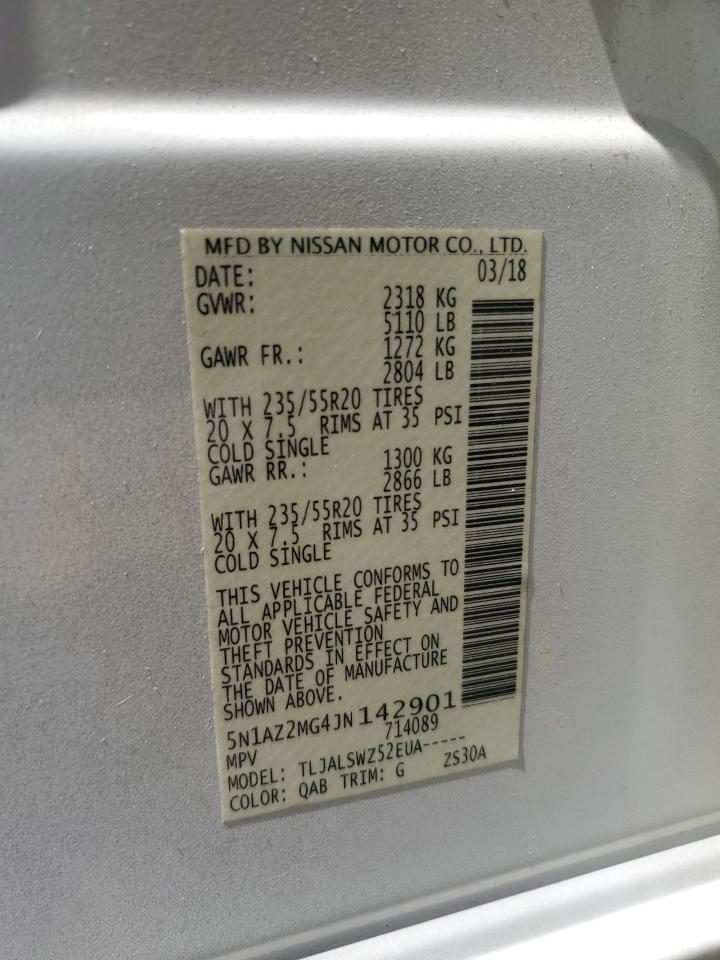 MFD BY NISSAN MOTOR CO., LTD.
DATE: 03/18
GVWR: 2318 KG
5110 LB
GAWR FR.: 1272 KG
2804 LB
WITH 235/55R20 TIRES
20 X 7.5 RIMS AT 35 PSI
COLD SINGLE
GAWR RR.: 1300 KG
2866 LB
WITH 235/55R20 TIRES
20 X 7.5 RIMS AT 35 PSI
COLD SINGLE
THIS VEHICLE CONFORMS TO
ALL APPLICABLE FEDERAL
MOTOR VEHICLE SAFETY AND
THEFT PREVENTION
STANDARDS IN EFFECT ON
THE DATE OF MANUFACTURE
SHOWN ABOVE.
5N1AZ2MG4JN142901
MPV 714089
MODEL: TLJALSWZ52EUA-----
COLOR: QAB TRIM: G ZS30A